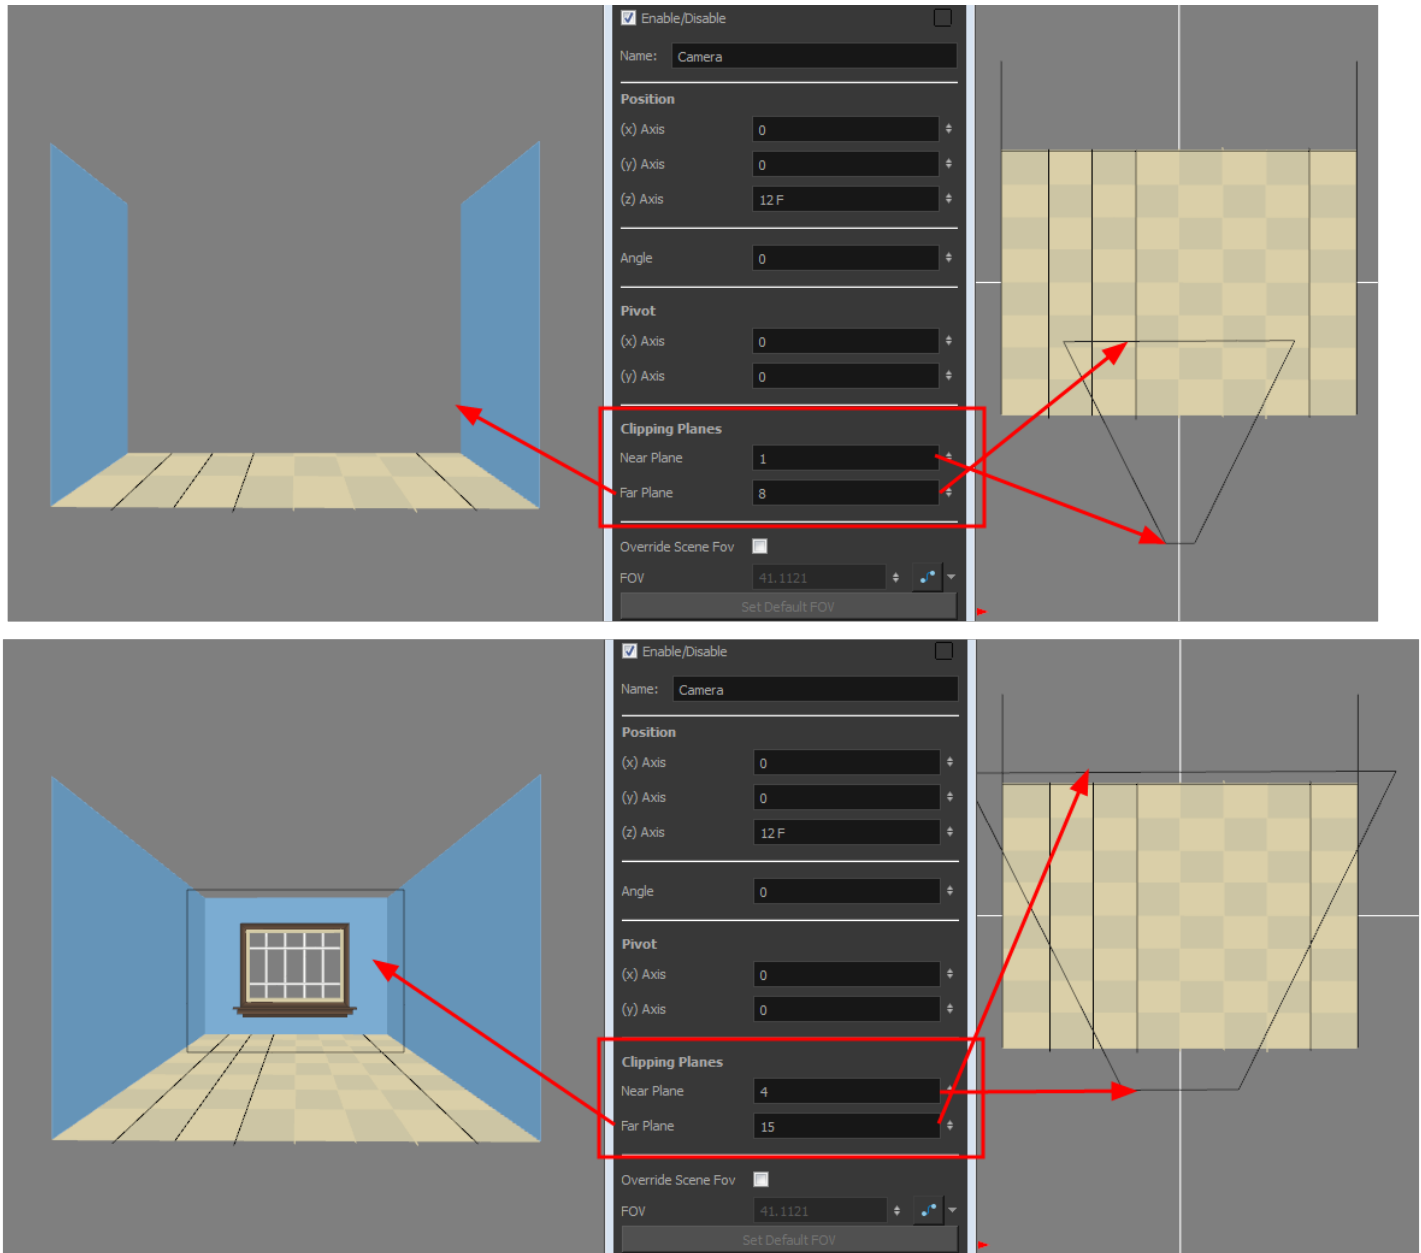 Enable/Disable
Name: Camera
Position
(x) Axis 0
(y) Axis 0
(z) Axis 12 F
Angle 0
Pivot
(x) Axis 0
(y) Axis 0
Clipping Planes
Near Plane 1
Far Plane 8
Override Scene Fov
FOV 41.1121
Set Default FOV
Enable/Disable
Name: Camera
Position
(x) Axis 0
(y) Axis 0
(z) Axis 12 F
Angle 0
Pivot
(x) Axis 0
(y) Axis 0
Clipping Planes
Near Plane 4
Far Plane 15
Override Scene Fov
FOV 41.1121
Set Default FOV